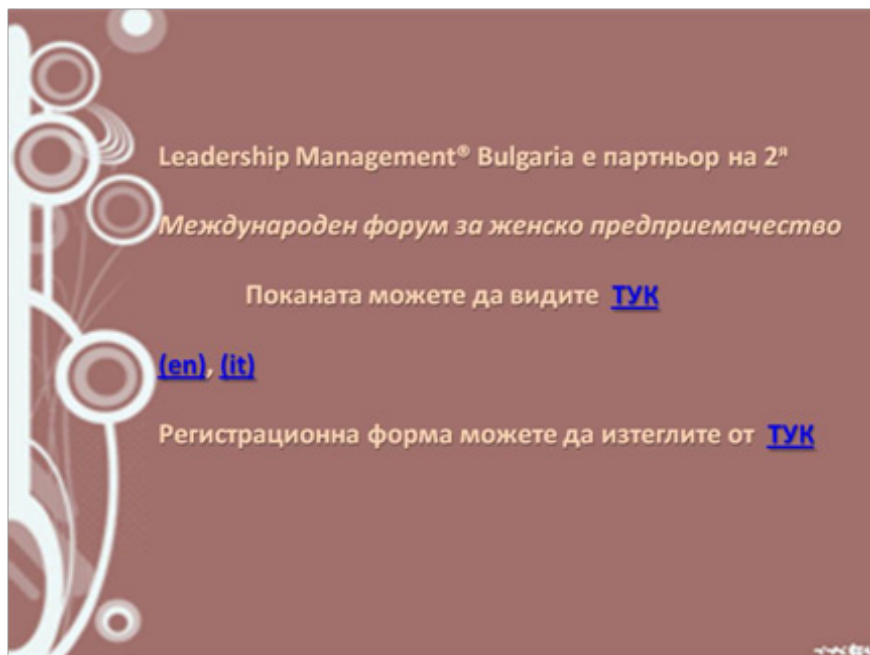 Leadership Management® Bulgaria е партньор на 2я
Международен форум за женско предприемачество
Поканата можете да видите ТУК
(en), (it)
Регистрационна форма можете да изтеглите от ТУК